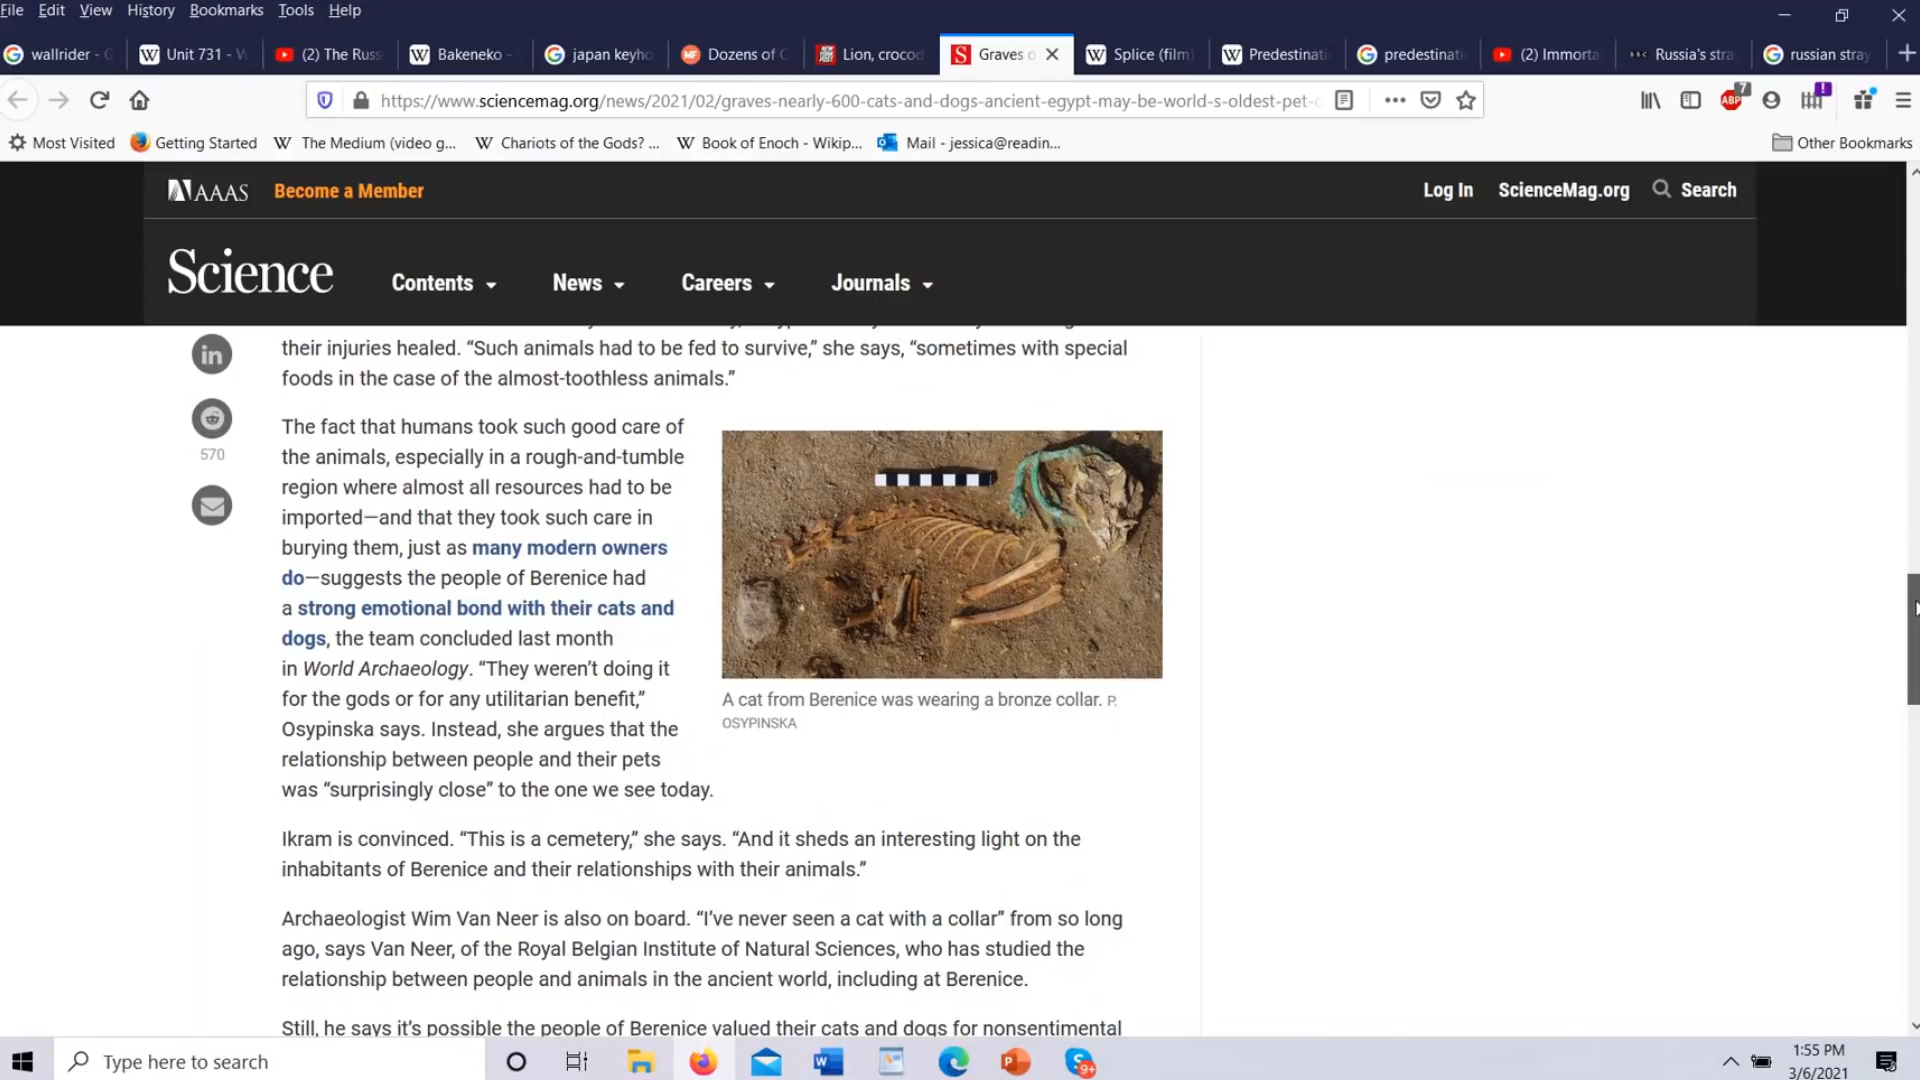 File Edit View History Bookmarks Tools Help
wallrider - G
Unit 731 - W
(2) The Russ
Bakeneko -
japan keyho
Dozens of C
Lion, crocod
Graves o
Splice (film)
Predestinati
predestinati
(2) Immorta
Russia's stra
russian stray
https://www.sciencemag.org/news/2021/02/graves-nearly-600-cats-and-dogs-ancient-egypt-may-be-world-s-oldest-pet-c
ABP 7
Most Visited Getting Started The Medium (video g... Chariots of the Gods? ... Book of Enoch - Wikip... Mail - jessica@readin... Other Bookmarks
AAAS Become a Member Log In ScienceMag.org Search
Science Contents News Careers Journals
their injuries healed. “Such animals had to be fed to survive,” she says, “sometimes with special
foods in the case of the almost-toothless animals.”
570
The fact that humans took such good care of
the animals, especially in a rough-and-tumble
region where almost all resources had to be
imported—and that they took such care in
burying them, just as many modern owners
do—suggests the people of Berenice had
a strong emotional bond with their cats and
dogs, the team concluded last month
in World Archaeology. “They weren’t doing it
for the gods or for any utilitarian benefit,”
Osypinska says. Instead, she argues that the
relationship between people and their pets
was “surprisingly close” to the one we see today.
A cat from Berenice was wearing a bronze collar. P.
OSYPINSKA
Ikram is convinced. “This is a cemetery,” she says. “And it sheds an interesting light on the
inhabitants of Berenice and their relationships with their animals.”
Archaeologist Wim Van Neer is also on board. “I’ve never seen a cat with a collar” from so long
ago, says Van Neer, of the Royal Belgian Institute of Natural Sciences, who has studied the
relationship between people and animals in the ancient world, including at Berenice.
Still, he says it’s possible the people of Berenice valued their cats and dogs for nonsentimental
Type here to search
9+
1:55 PM
3/6/2021